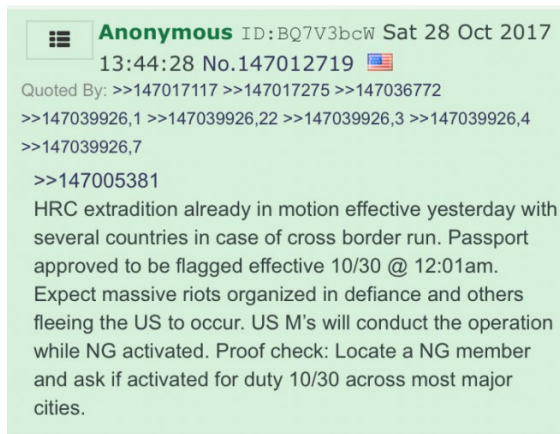 Anonymous ID:BQ7V3bcW Sat 28 Oct 2017
13:44:28 No.147012719
Quoted By: >>147017117 >>147017275 >>147036772
>>147039926,1 >>147039926,22 >>147039926,3 >>147039926,4
>>147039926,7
>>147005381
HRC extradition already in motion effective yesterday with
several countries in case of cross border run. Passport
approved to be flagged effective 10/30 @ 12:01am.
Expect massive riots organized in defiance and others
fleeing the US to occur. US M’s will conduct the operation
while NG activated. Proof check: Locate a NG member
and ask if activated for duty 10/30 across most major
cities.